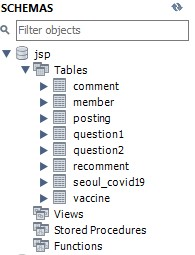 SCHEMAS
Filter objects
jsp
Tables
comment
member
posting
question1
question2
recomment
seoul_covid19
vaccine
Views
Stored Procedures
Functions